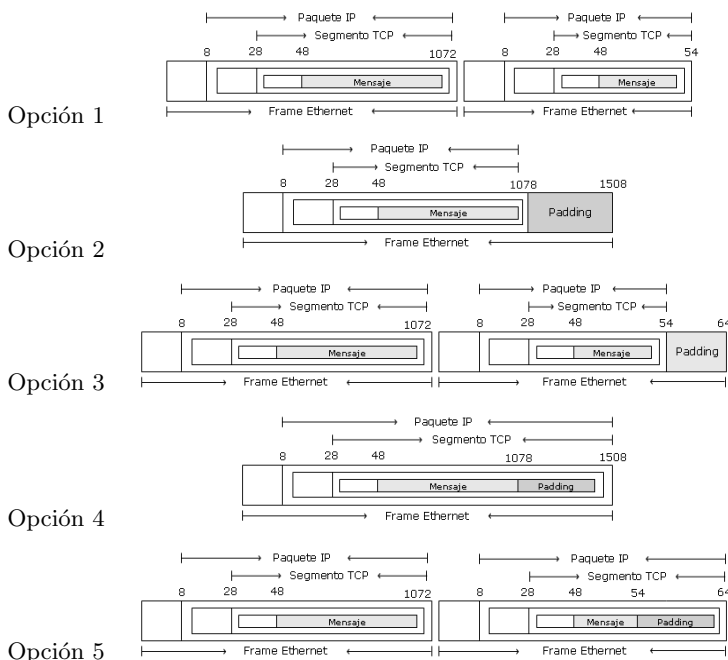 Paquete IP Paquete IP
Segmento TCP Segmento TCP
8 28 48 1072 8 28 48 54
Mensaje Mensaje
Opción 1
Frame Ethernet Frame Ethernet
Paquete IP
Segmento TCP
8 28 48 1078 1508
Mensaje Padding
Opción 2
Frame Ethernet
Paquete IP Paquete IP
Segmento TCP Segmento TCP
8 28 48 1072 8 28 48 54 64
Mensaje Mensaje Padding
Opción 3
Frame Ethernet Frame Ethernet
Paquete IP
Segmento TCP
8 28 48 1078 1508
Mensaje Padding
Opción 4
Frame Ethernet
Paquete IP Paquete IP
Segmento TCP Segmento TCP
8 28 48 1072 8 28 48 54 64
Mensaje Mensaje Padding
Opción 5
Frame Ethernet Frame Ethernet